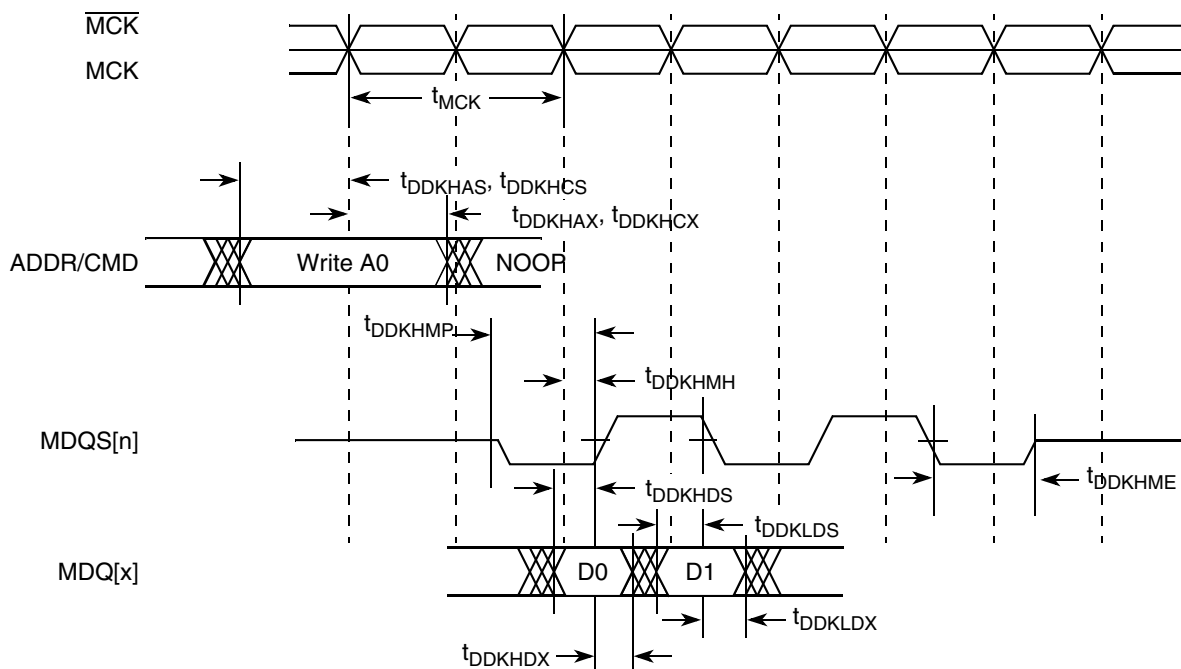 MCK
MCK
tMCK
tDDKHAS, tDDKHCS
tDDKHAX, tDDKHCX
ADDR/CMD Write A0 NOOP
tDDKHMP
tDDKHMH
MDQS[n]
tDDKHDS
tDDKHME
tDDKLDS
MDQ[x] D0 D1
tDDKLDX
tDDKHDX